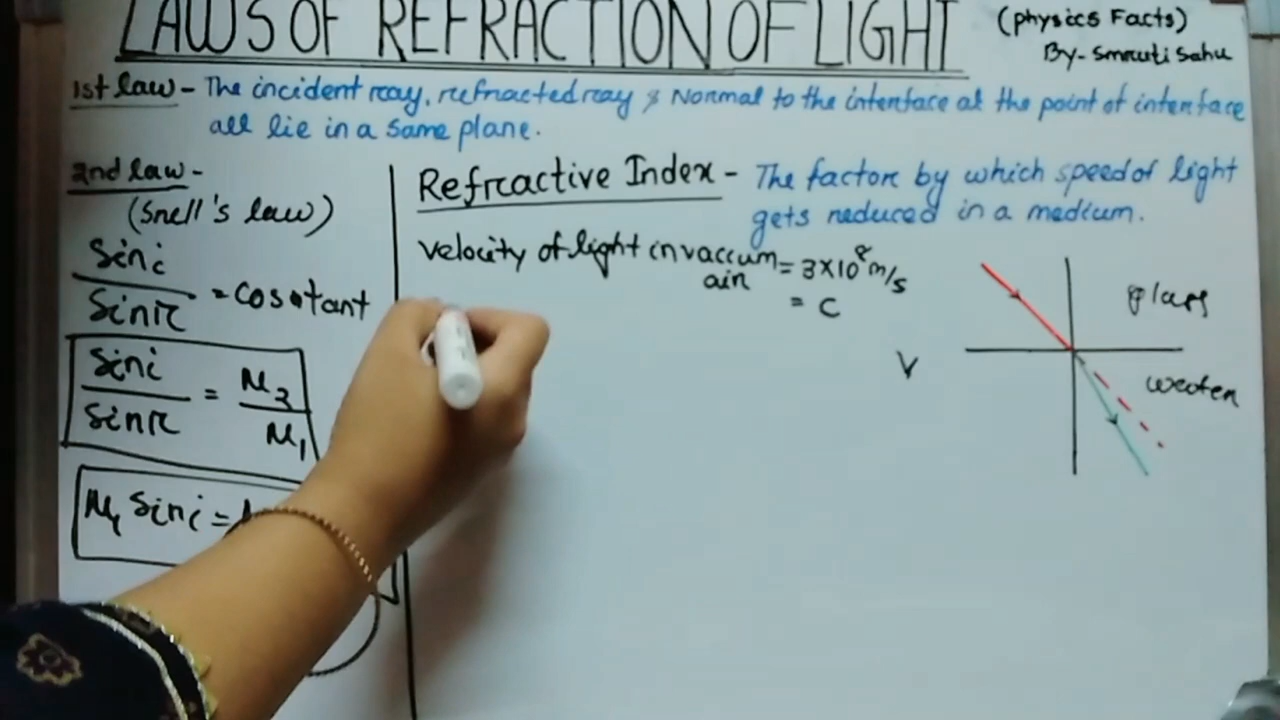 LAWS OF REFRACTION OF LIGHT
(physics Facts)
By- Smruti Sahu
1st law - The incident ray, refracted ray & Normal to the interface at the point of interface
all lie in a same plane.
2nd law -
(Snell's law)
Sin i
Sin r
= constant
Sin i
Sin r
= μ2
μ1
μ1 Sin i =
Refractive Index - The factor by which speed of light
gets reduced in a medium.
velocity of light in vaccum
air
= 3×10⁸ m/s
= C
V
glass
water